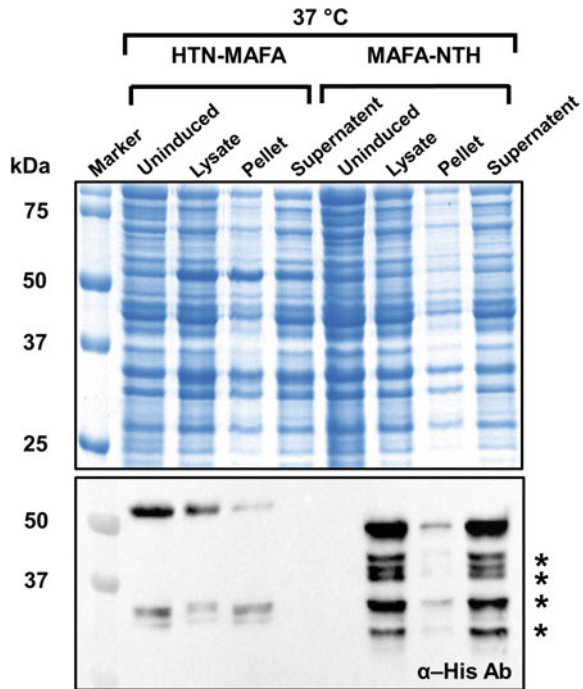 37 °C
HTN-MAFA MAFA-NTH
kDa Marker Uninduced Lysate Pellet Supernatent Uninduced Lysate Pellet Supernatent
75
50
37
25
50
37
*
*
*
*
α–His Ab